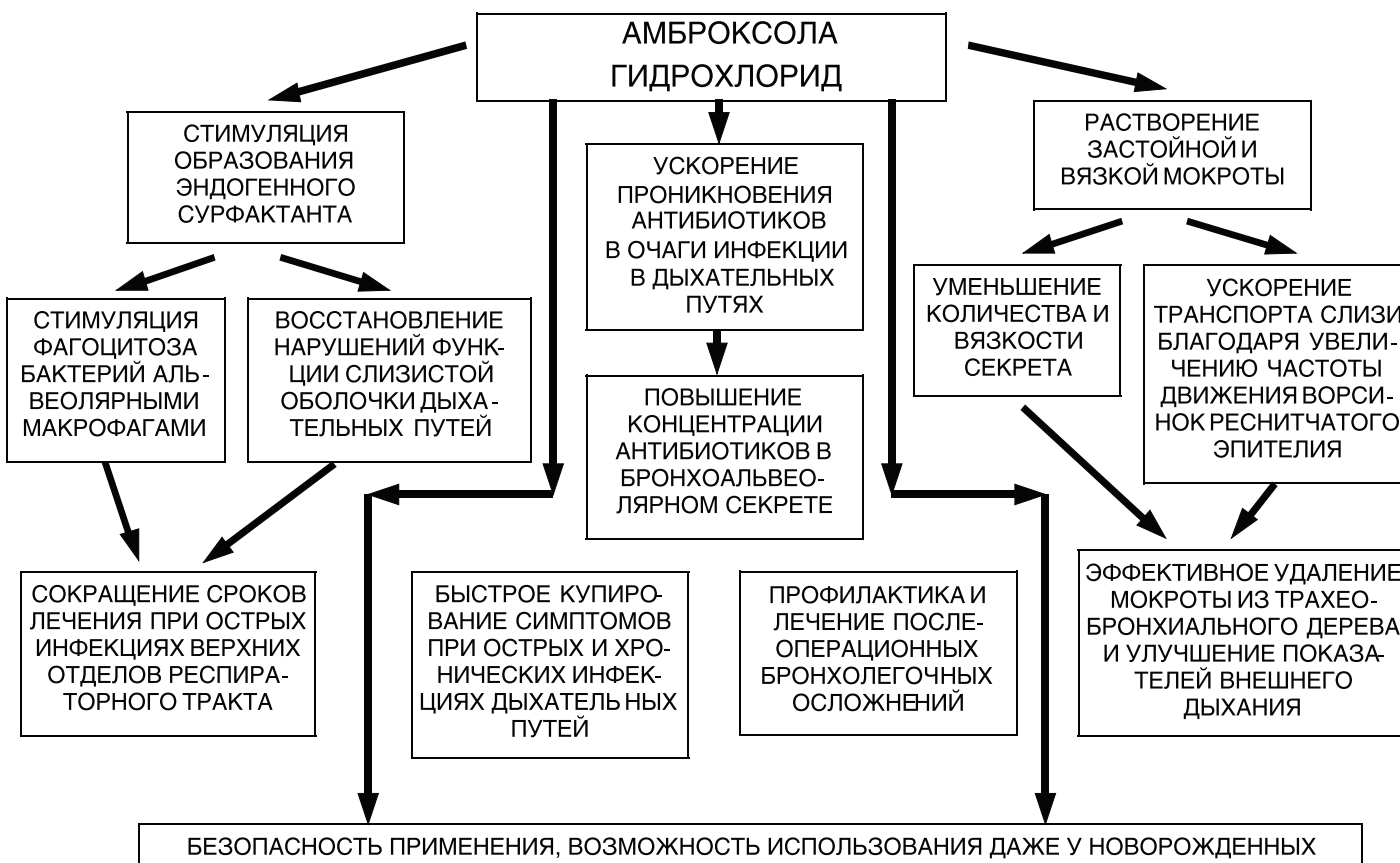 АМБРОКСОЛА
ГИДРОХЛОРИД
СТИМУЛЯЦИЯ
ОБРАЗОВАНИЯ
ЭНДОГЕННОГО
СУРФАКТАНТА
УСКОРЕНИЕ
ПРОНИКНОВЕНИЯ
АНТИБИОТИКОВ
В ОЧАГИ ИНФЕКЦИИ
В ДЫХАТЕЛЬНЫХ
ПУТЯХ
РАСТВОРЕНИЕ
ЗАСТОЙНОЙ И
ВЯЗКОЙ МОКРОТЫ
СТИМУЛЯЦИЯ
ФАГОЦИТОЗА
БАКТЕРИЙ АЛЬ-
ВЕОЛЯРНЫМИ
МАКРОФАГАМИ
ВОССТАНОВЛЕНИЕ
НАРУШЕНИЙ ФУНК-
ЦИИ СЛИЗИСТОЙ
ОБОЛОЧКИ ДЫХА-
ТЕЛЬНЫХ ПУТЕЙ
ПОВЫШЕНИЕ
КОНЦЕНТРАЦИИ
АНТИБИОТИКОВ В
БРОНХОАЛЬВЕО-
ЛЯРНОМ СЕКРЕТЕ
УМЕНЬШЕНИЕ
КОЛИЧЕСТВА И
ВЯЗКОСТИ
СЕКРЕТА
УСКОРЕНИЕ
ТРАНСПОРТА СЛИЗИ
БЛАГОДАРЯ УВЕЛИ-
ЧЕНИЮ ЧАСТОТЫ
ДВИЖЕНИЯ ВОРСИ-
НОК РЕСНИТЧАТОГО
ЭПИТЕЛИЯ
СОКРАЩЕНИЕ СРОКОВ
ЛЕЧЕНИЯ ПРИ ОСТРЫХ
ИНФЕКЦИЯХ ВЕРХНИХ
ОТДЕЛОВ РЕСПИРА-
ТОРНОГО ТРАКТА
БЫСТРОЕ КУПИРО-
ВАНИЕ СИМПТОМОВ
ПРИ ОСТРЫХ И ХРО-
НИЧЕСКИХ ИНФЕК-
ЦИЯХ ДЫХАТЕЛЬНЫХ
ПУТЕЙ
ПРОФИЛАКТИКА И
ЛЕЧЕНИЕ ПОСЛЕ-
ОПЕРАЦИОННЫХ
БРОНХОЛЕГОЧНЫХ
ОСЛОЖНЕНИЙ
ЭФФЕКТИВНОЕ УДАЛЕНИЕ
МОКРОТЫ ИЗ ТРАХЕО-
БРОНХИАЛЬНОГО ДЕРЕВА
И УЛУЧШЕНИЕ ПОКАЗА-
ТЕЛЕЙ ВНЕШНЕГО
ДЫХАНИЯ
БЕЗОПАСНОСТЬ ПРИМЕНЕНИЯ, ВОЗМОЖНОСТЬ ИСПОЛЬЗОВАНИЯ ДАЖЕ У НОВОРОЖДЕННЫХ